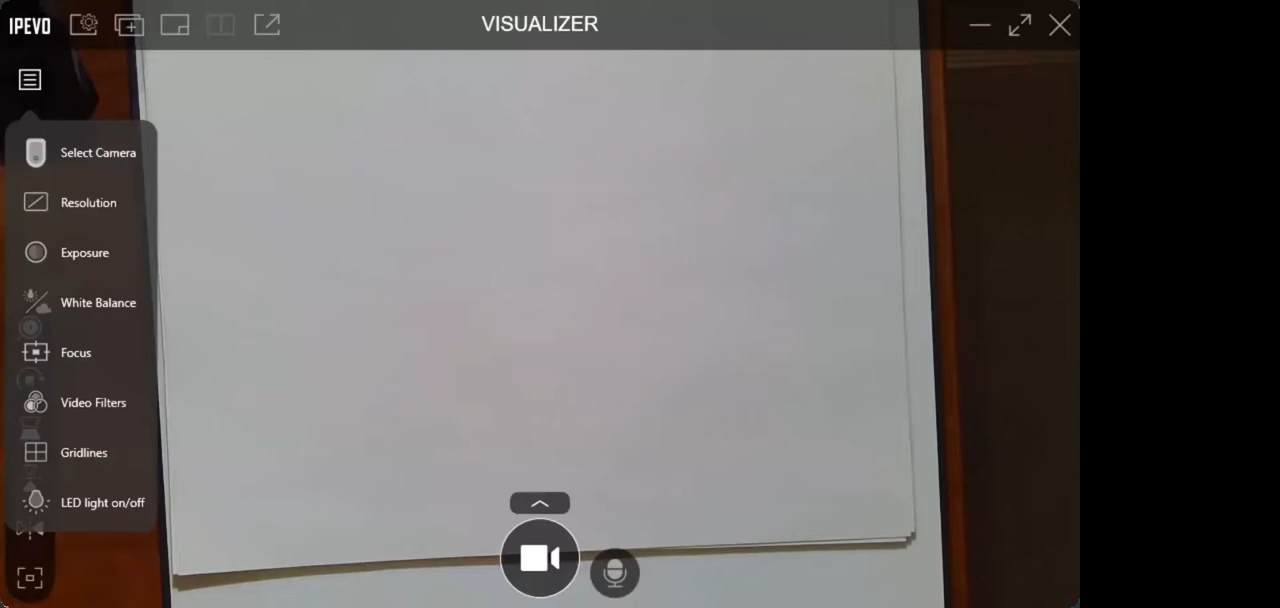 IPEVO
VISUALIZER
Select Camera
Resolution
Exposure
White Balance
Focus
Video Filters
Gridlines
LED light on/off